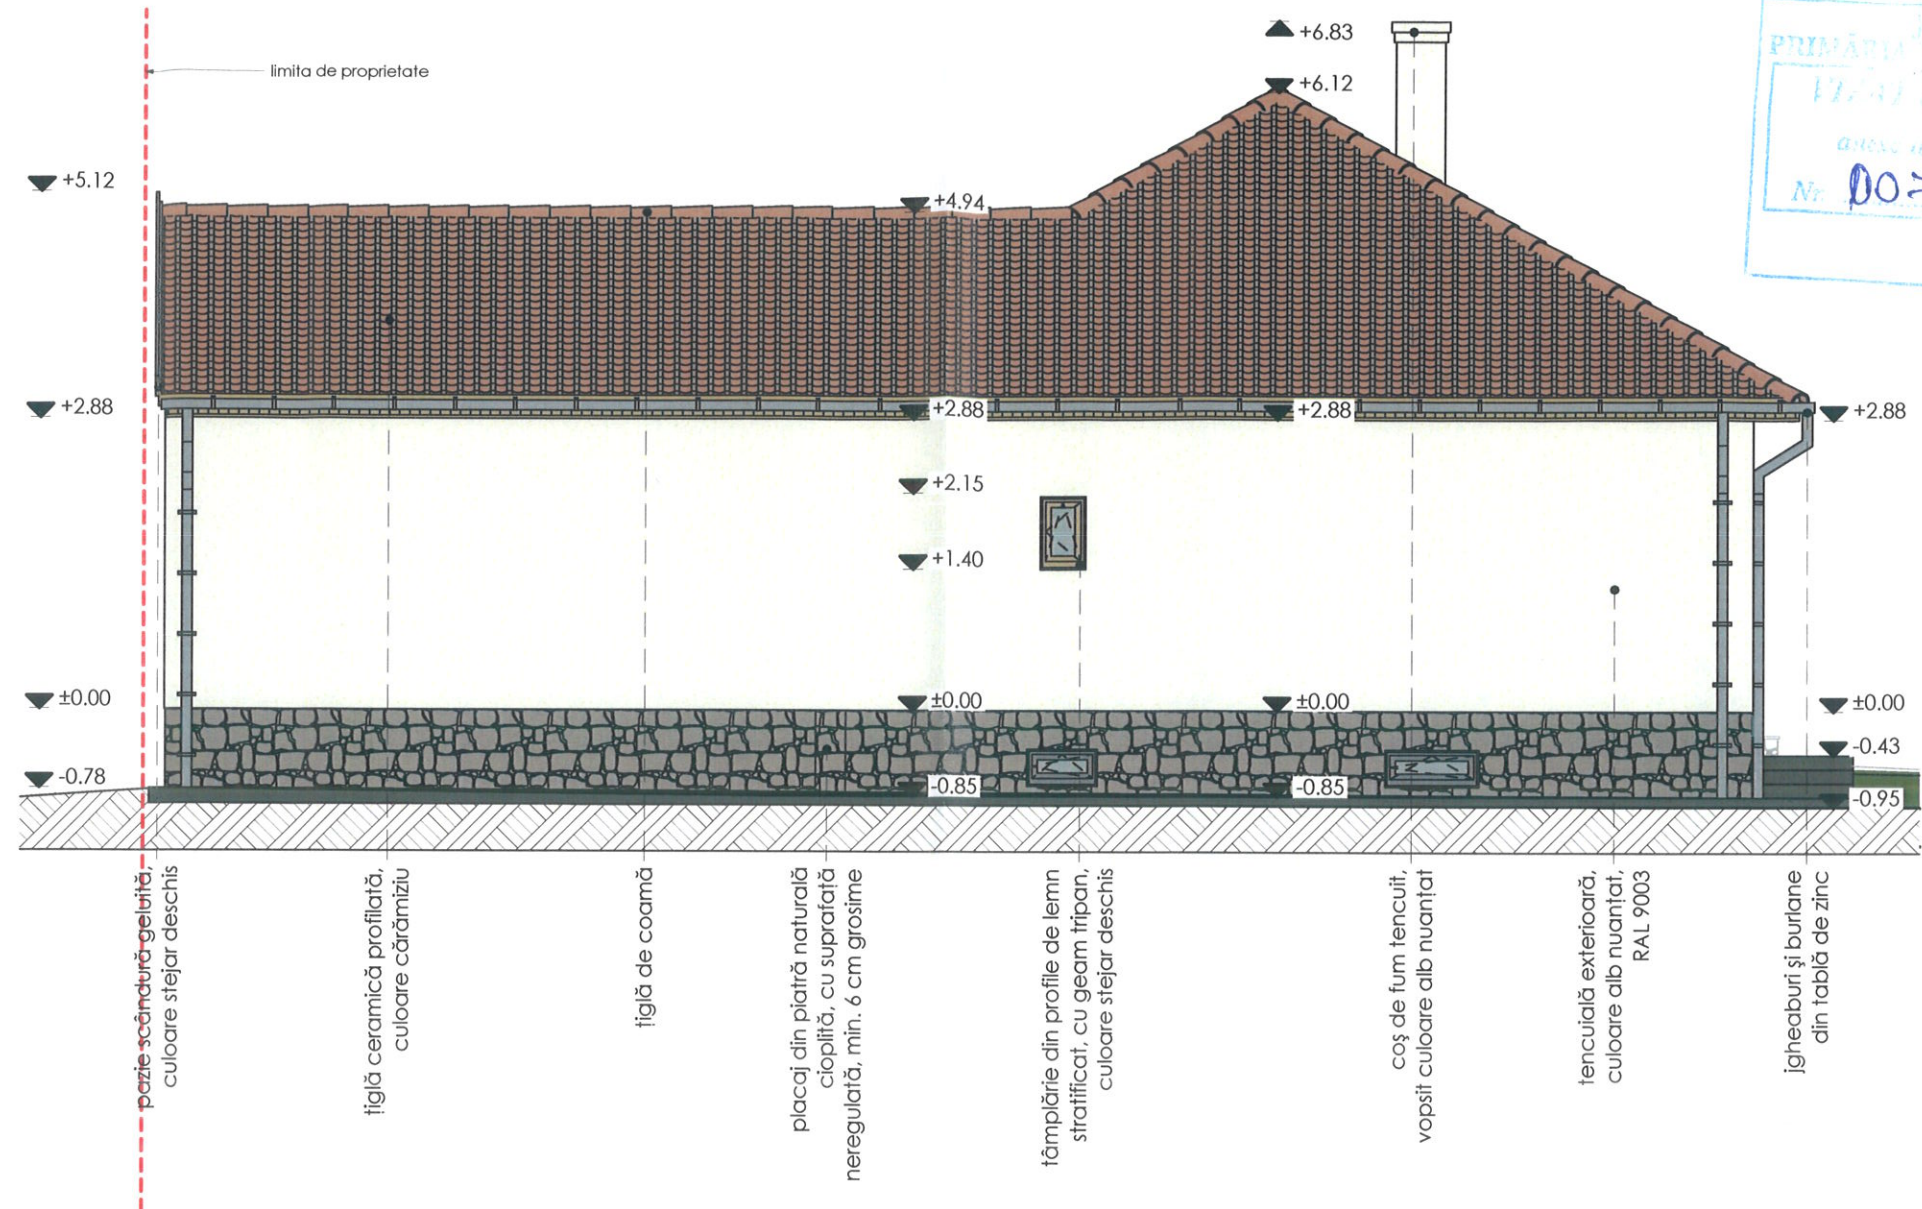 limita de proprietate
+6.83
+6.12
+5.12
+4.94
+2.88
+2.88
+2.88
+2.88
+2.15
+1.40
±0.00
±0.00
±0.00
±0.00
-0.78
-0.85
-0.85
-0.43
-0.95
PRIMĂRIA
Nr.
pazie scândură geluită,
culoare stejar deschis
țiglă ceramică profilată,
culoare cărămiziu
țiglă de coamă
placaj din piatră naturală
cioplită, cu suprafață
neregulată, min. 6 cm grosime
tâmplărie din profile de lemn
stratificat, cu geam tripan,
culoare stejar deschis
coș de fum tencuit,
vopsit culoare alb nuanțat
tencuială exterioară,
culoare alb nuanțat,
RAL 9003
jgheaburi și burlane
din tablă de zinc